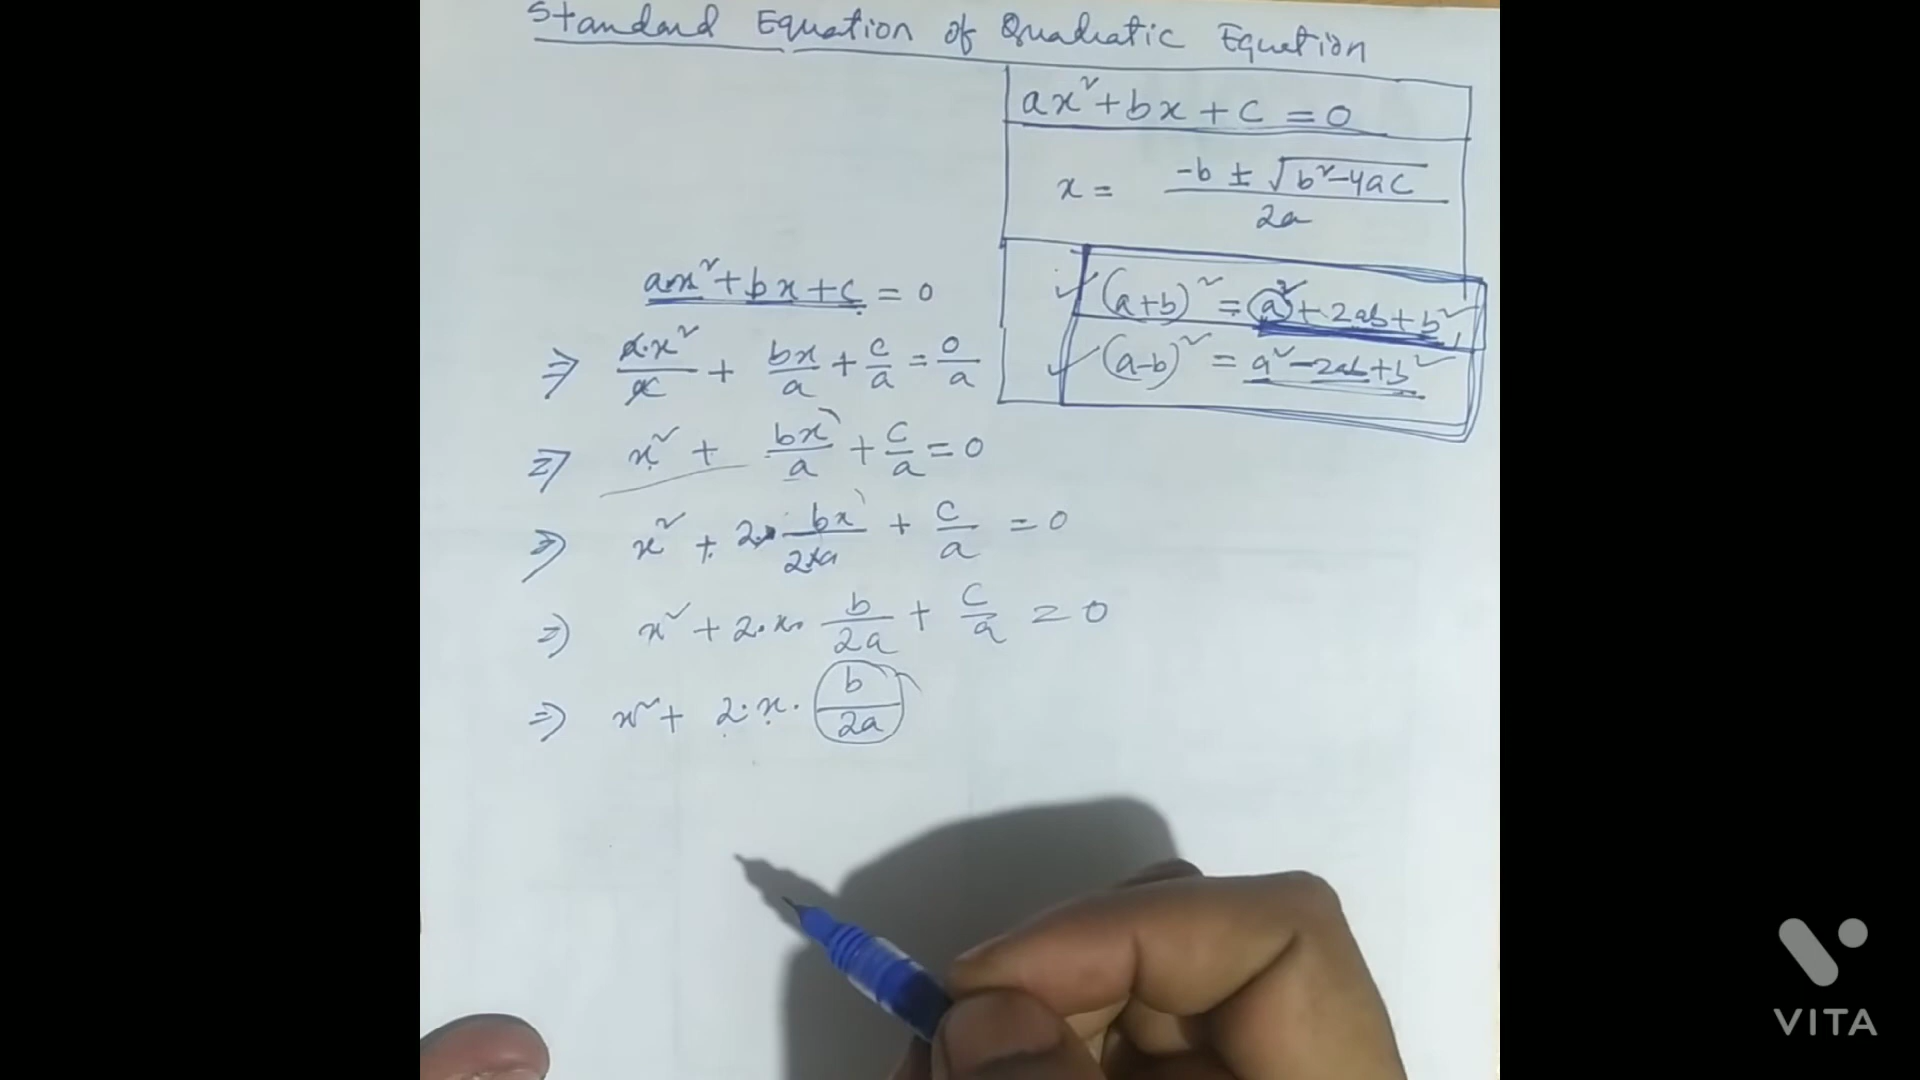 Standard Equation of Quadratic Equation
ax²+bx+c=0
x = -b ± √b²-4ac / 2a
(a+b)² = a²+2ab+b²
(a-b)² = a²-2ab+b²
ax²+bx+c = 0
⇒ a·x²/a + bx/a + c/a = 0/a
⇒ x² + bx/a + c/a = 0
⇒ x² + 2· bx/2×a + c/a = 0
⇒ x² + 2·x· b/2a + c/a = 0
⇒ x² + 2·x· b/2a
VITA